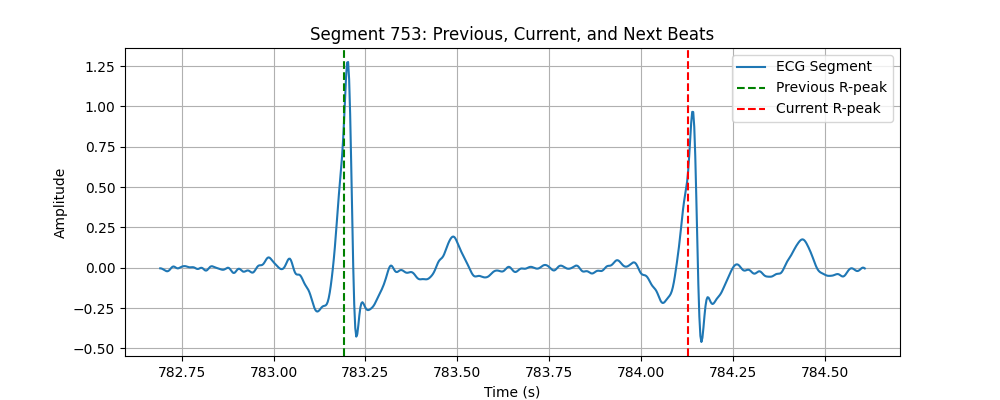 Segment 753: Previous, Current, and Next Beats
ECG Segment
Previous R-peak
Current R-peak
1.25
1.00
0.75
0.50
0.25
0.00
−0.25
−0.50
Amplitude
782.75 783.00 783.25 783.50 783.75 784.00 784.25 784.50
Time (s)